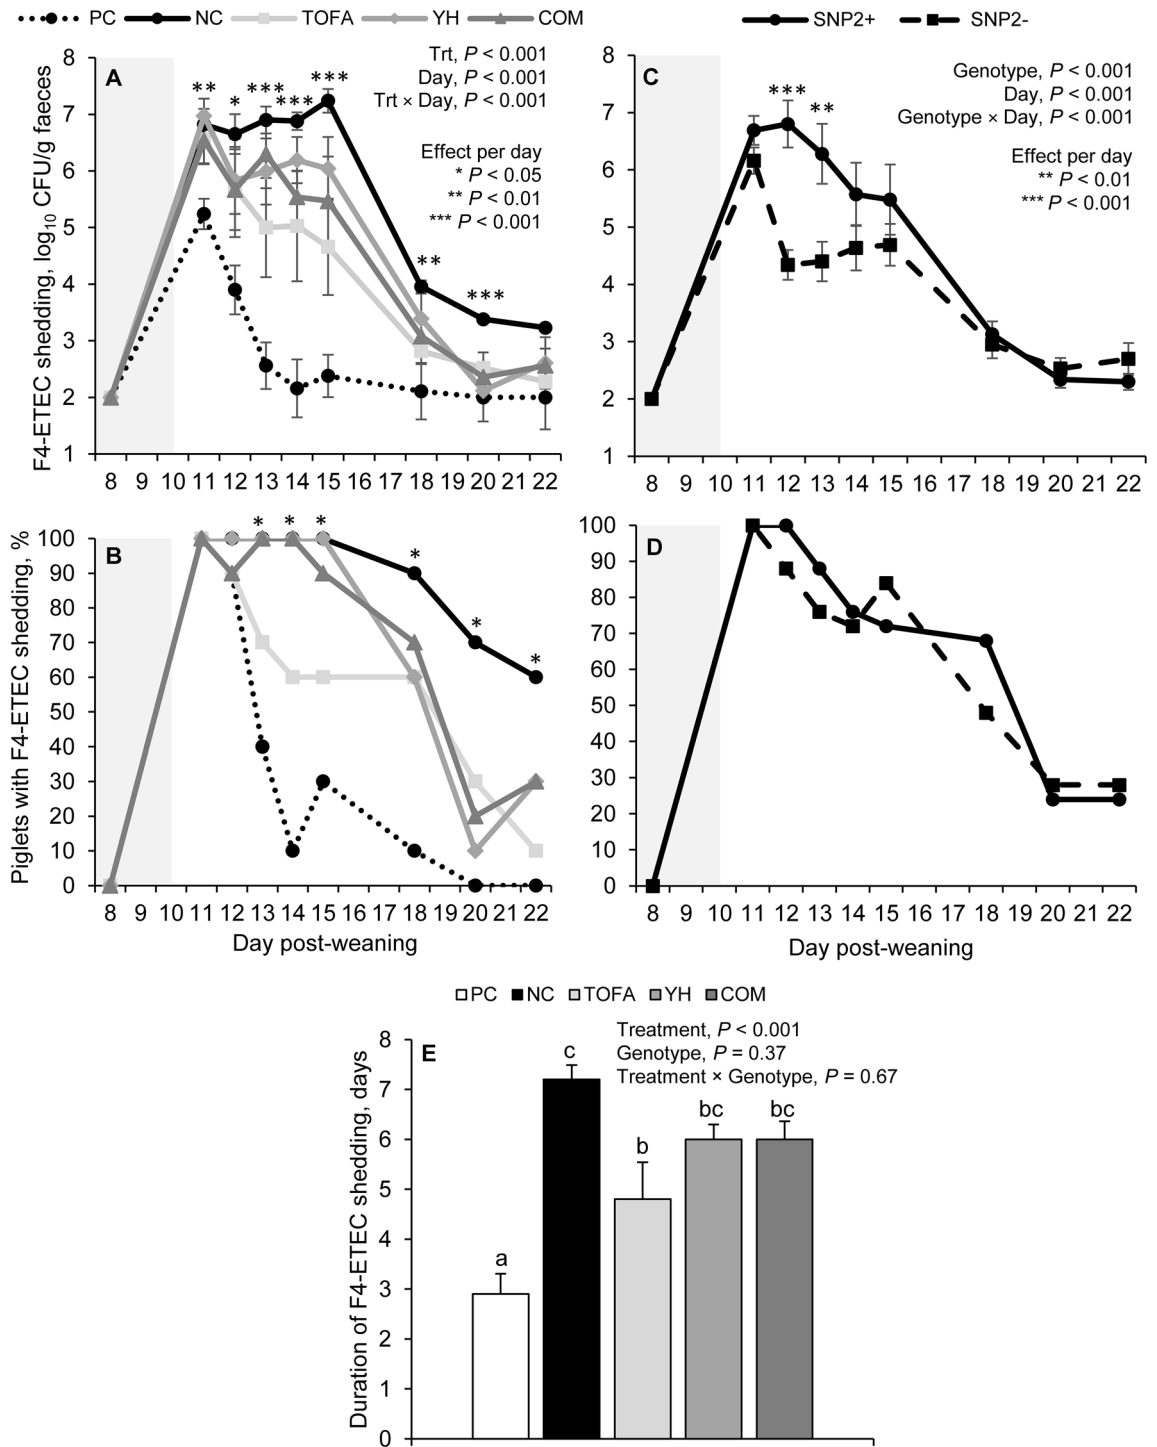 PC NC TOFA YH COM
SNP2+ SNP2-
A
F4-ETEC shedding, log10 CFU/g faeces
8
7
6
5
4
3
2
1
** * *** *** *** ** ***
Trt, P < 0.001
Day, P < 0.001
Trt × Day, P < 0.001
Effect per day
* P < 0.05
** P < 0.01
*** P < 0.001
8 9 10 11 12 13 14 15 16 17 18 19 20 21 22
C
8
7
6
5
4
3
2
1
*** **
Genotype, P < 0.001
Day, P < 0.001
Genotype × Day, P < 0.001
Effect per day
** P < 0.01
*** P < 0.001
8 9 10 11 12 13 14 15 16 17 18 19 20 21 22
B
Piglets with F4-ETEC shedding, %
100
90
80
70
60
50
40
30
20
10
0
* * * * * *
8 9 10 11 12 13 14 15 16 17 18 19 20 21 22
Day post-weaning
D
100
90
80
70
60
50
40
30
20
10
0
8 9 10 11 12 13 14 15 16 17 18 19 20 21 22
Day post-weaning
PC NC TOFA YH COM
E
Duration of F4-ETEC shedding, days
8
7
6
5
4
3
2
1
0
Treatment, P < 0.001
Genotype, P = 0.37
Treatment × Genotype, P = 0.67
a c b bc bc